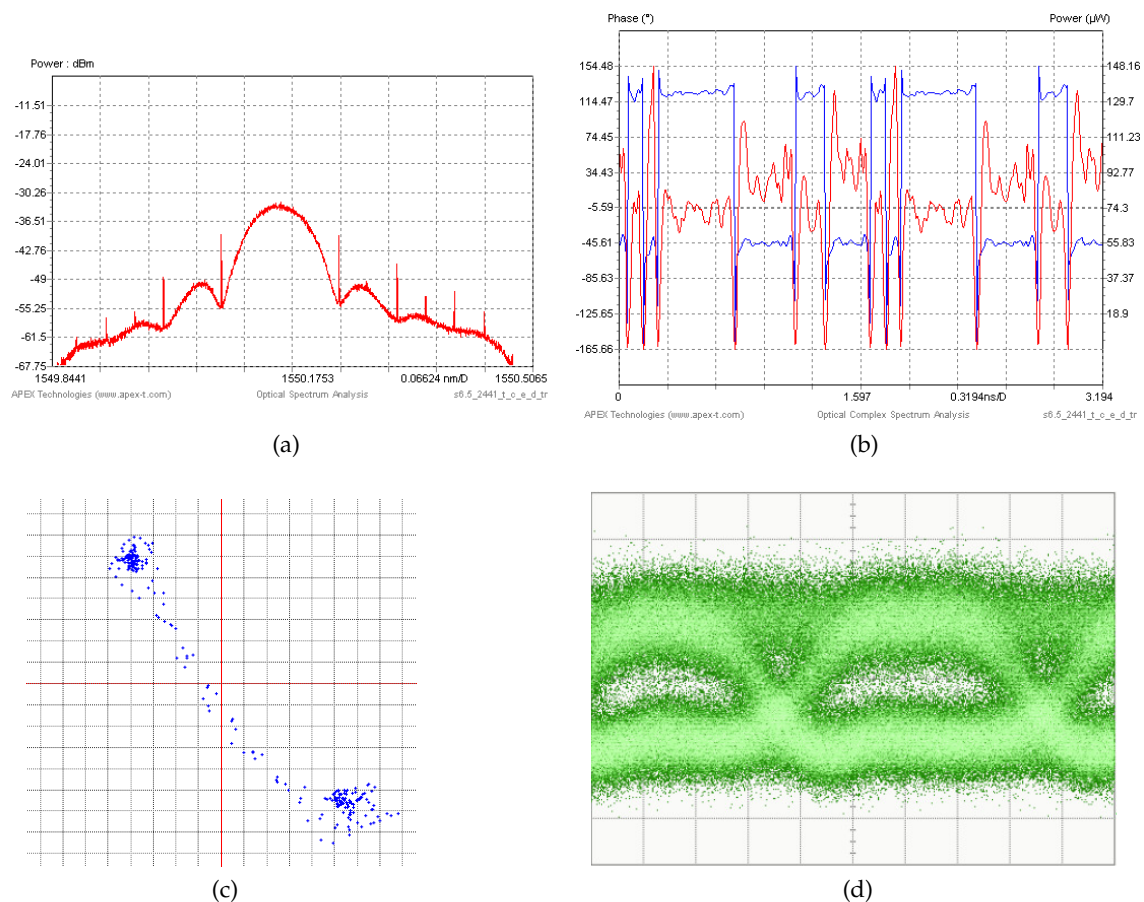 Power : dBm
-11.51
-17.76
-24.01
-30.26
-36.51
-42.76
-49
-55.25
-61.5
-67.75
1549.8441 1550.1753 0.06624 nm/D 1550.5065
APEX Technologies (www.apex-t.com) Optical Spectrum Analysis s6.5_2441_t_c_e_d_tr
(a)
Phase (°) Power (µW)
154.48 148.16
114.47 129.7
74.45 111.23
34.43 92.77
-5.59 74.3
-45.61 55.83
-85.63 37.37
-125.65 18.9
-165.66
0 1.597 0.3194ns/D 3.194
APEX Technologies (www.apex-t.com) Optical Complex Spectrum Analysis s6.5_2441_t_c_e_d_tr
(b)
(c)
(d)